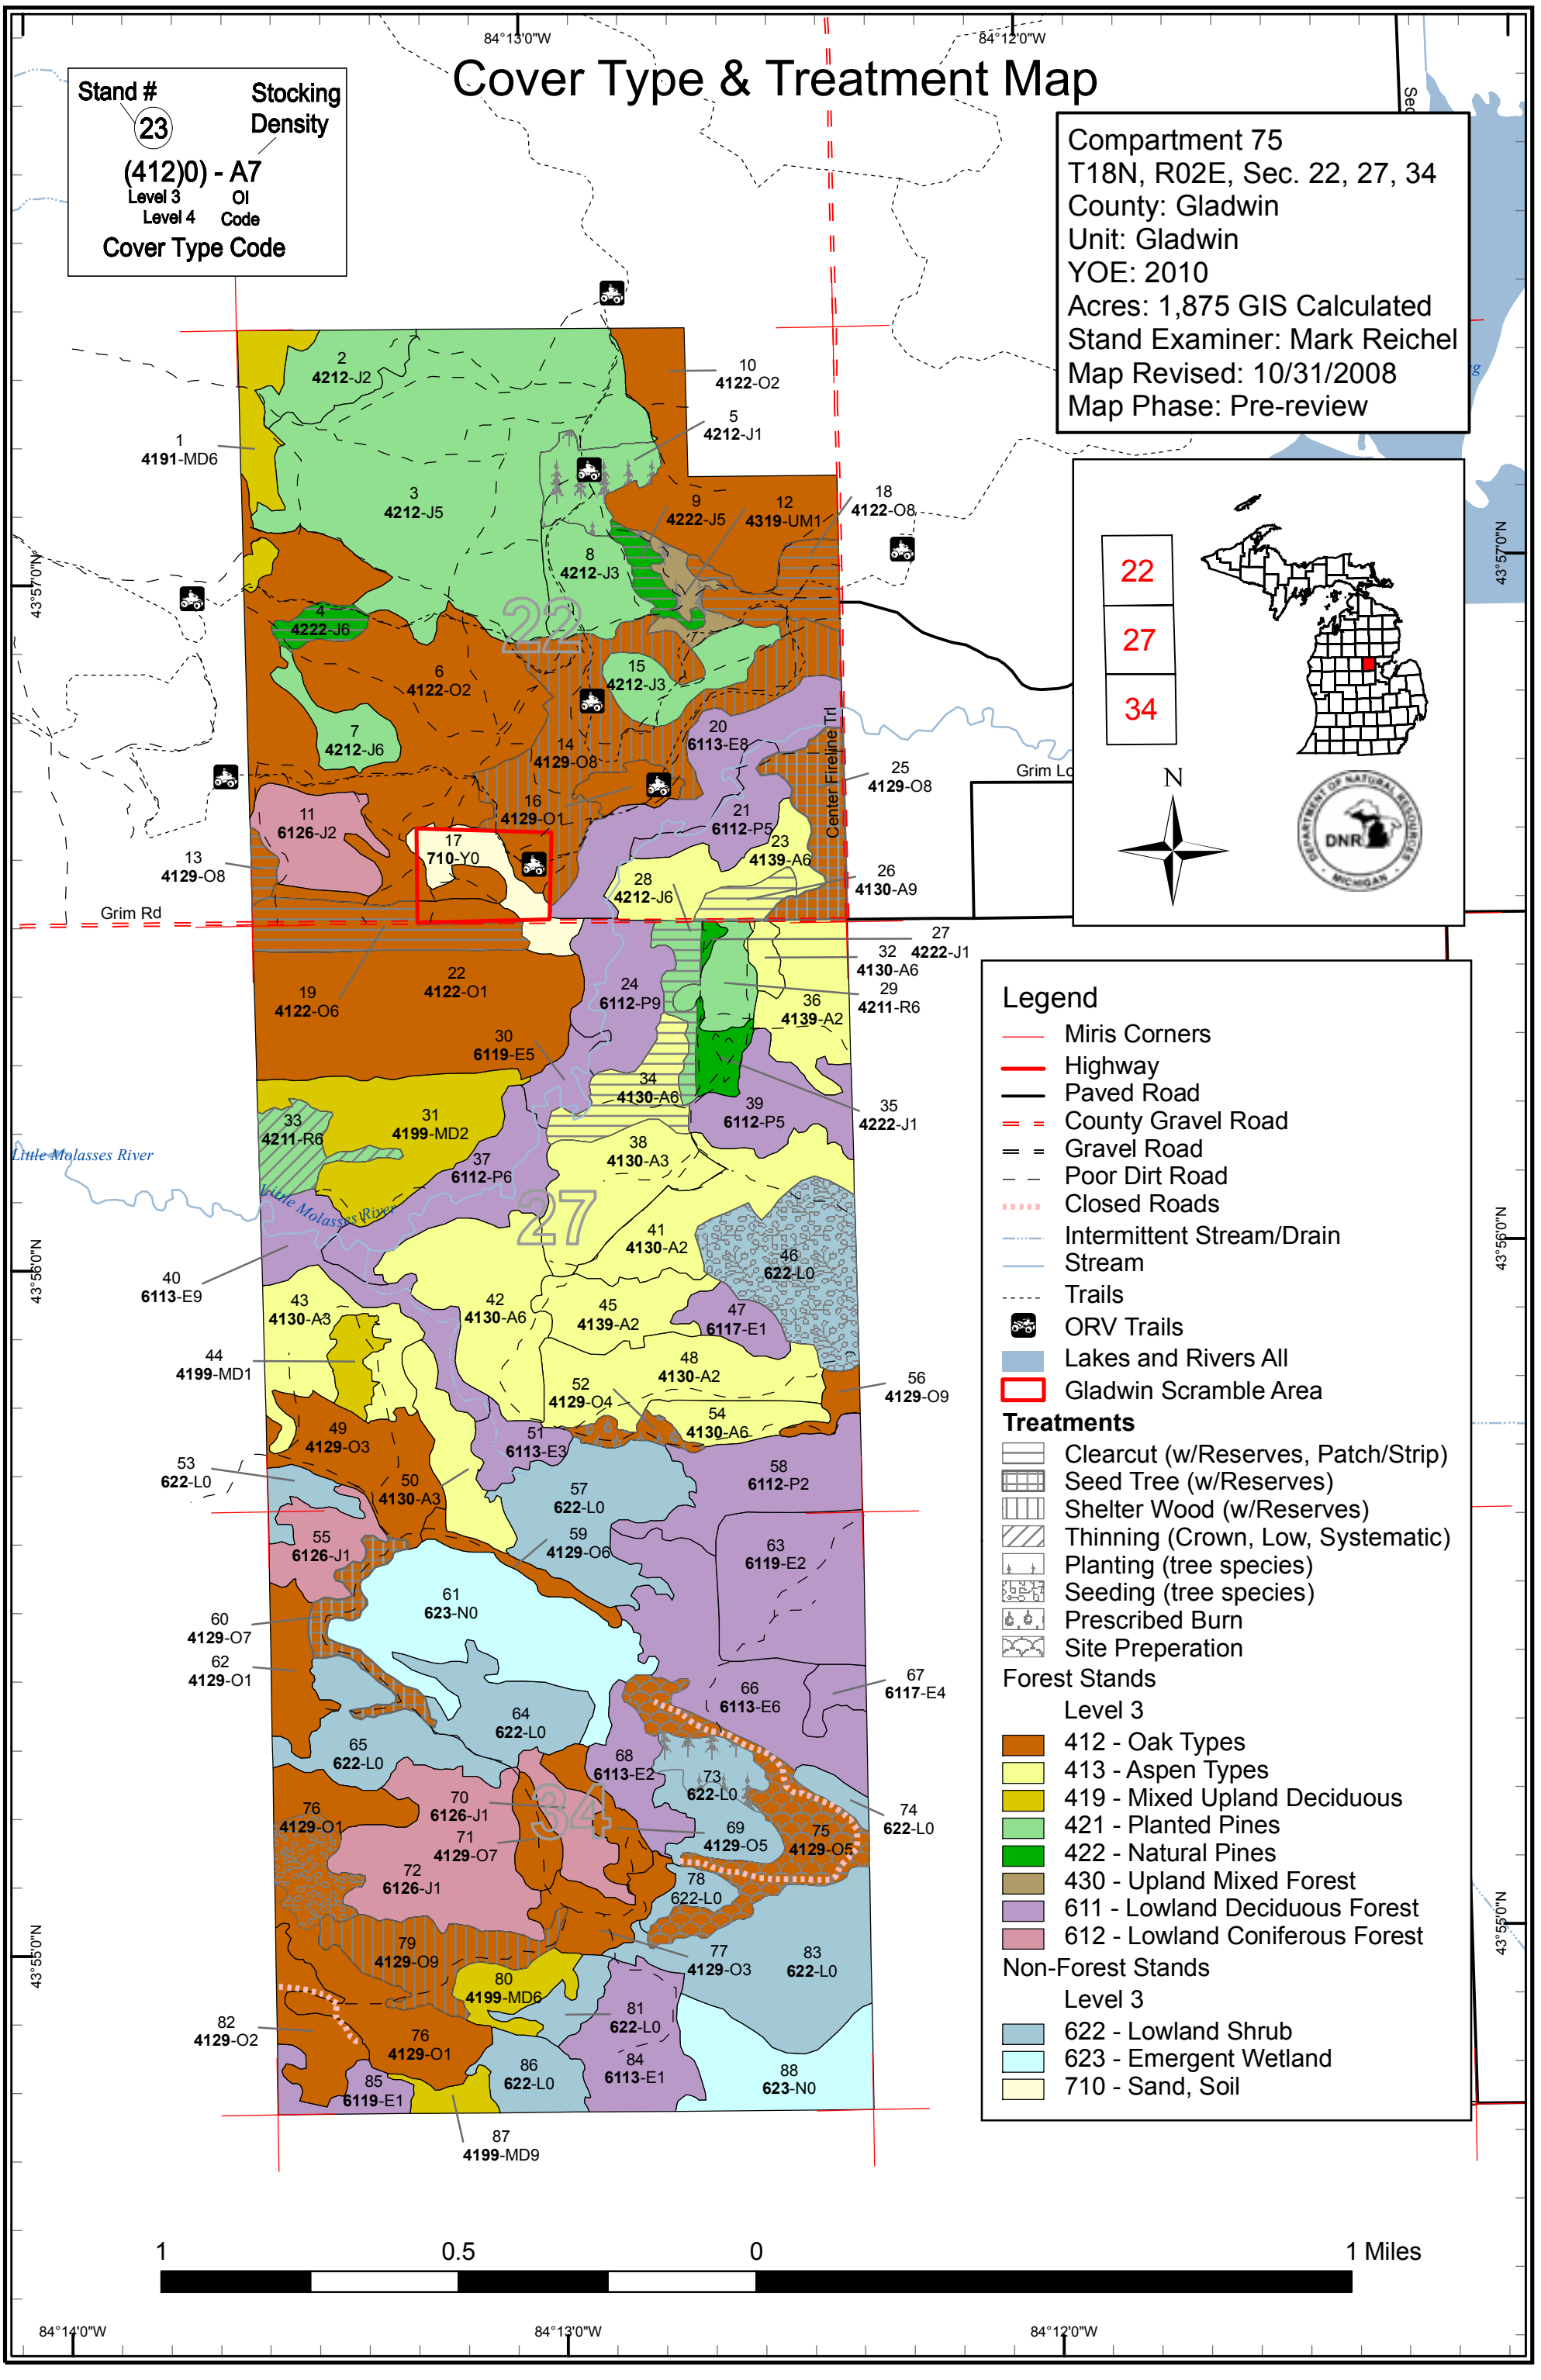 84°13'0"W
84°12'0"W
Cover Type & Treatment Map
Stand #
Stocking
Density
23
(412)0) - A7
Level 3
OI
Level 4
Code
Cover Type Code
Compartment 75
T18N, R02E, Sec. 22, 27, 34
County: Gladwin
Unit: Gladwin
YOE: 2010
Acres: 1,875 GIS Calculated
Stand Examiner: Mark Reichel
Map Revised: 10/31/2008
Map Phase: Pre-review
22
27
34
N
DEPARTMENT OF NATURAL RESOURCES
DNR
MICHIGAN
43°57'0"N
43°57'0"N
43°56'0"N
43°56'0"N
43°55'0"N
43°55'0"N
2
4212-J2
10
4122-O2
5
4212-J1
1
4191-MD6
3
4212-J5
9
4222-J5
12
4319-UM1
18
4122-O8
8
4212-J3
22
4
4222-J6
6
4122-O2
15
4212-J3
7
4212-J6
14
4129-O8
20
6113-E8
Center Fireline Trl
Grim Lo
25
4129-O8
11
6126-J2
16
4129-O1
21
6112-P5
17
710-Y0
23
4139-A6
13
4129-O8
28
4212-J6
26
4130-A9
Grim Rd
27
4222-J1
32
4130-A6
19
4122-O6
22
4122-O1
24
6112-P9
29
4211-R6
36
4139-A2
30
6119-E5
34
4130-A6
33
4211-R6
31
4199-MD2
39
6112-P5
35
4222-J1
Little Molasses River
Little Molasses River
37
6112-P6
38
4130-A3
27
41
4130-A2
46
622-L0
40
6113-E9
43
4130-A3
42
4130-A6
45
4139-A2
47
6117-E1
44
4199-MD1
48
4130-A2
52
4129-O4
56
4129-O9
54
4130-A6
49
4129-O3
51
6113-E3
53
622-L0
50
4130-A3
57
622-L0
58
6112-P2
55
6126-J1
59
4129-O6
63
6119-E2
61
623-N0
60
4129-O7
62
4129-O1
66
6113-E6
67
6117-E4
64
622-L0
65
622-L0
68
6113-E2
73
622-L0
74
622-L0
76
4129-O1
70
6126-J1
34
69
4129-O5
75
4129-O5
71
4129-O7
72
6126-J1
78
622-L0
79
4129-O9
77
4129-O3
83
622-L0
80
4199-MD6
82
4129-O2
81
622-L0
76
4129-O1
85
6119-E1
86
622-L0
84
6113-E1
88
623-N0
87
4199-MD9
Legend
Miris Corners
Highway
Paved Road
County Gravel Road
Gravel Road
Poor Dirt Road
Closed Roads
Intermittent Stream/Drain
Stream
Trails
ORV Trails
Lakes and Rivers All
Gladwin Scramble Area
Treatments
Clearcut (w/Reserves, Patch/Strip)
Seed Tree (w/Reserves)
Shelter Wood (w/Reserves)
Thinning (Crown, Low, Systematic)
Planting (tree species)
Seeding (tree species)
Prescribed Burn
Site Preperation
Forest Stands
Level 3
412 - Oak Types
413 - Aspen Types
419 - Mixed Upland Deciduous
421 - Planted Pines
422 - Natural Pines
430 - Upland Mixed Forest
611 - Lowland Deciduous Forest
612 - Lowland Coniferous Forest
Non-Forest Stands
Level 3
622 - Lowland Shrub
623 - Emergent Wetland
710 - Sand, Soil
1
0.5
0
1 Miles
84°14'0"W
84°13'0"W
84°12'0"W